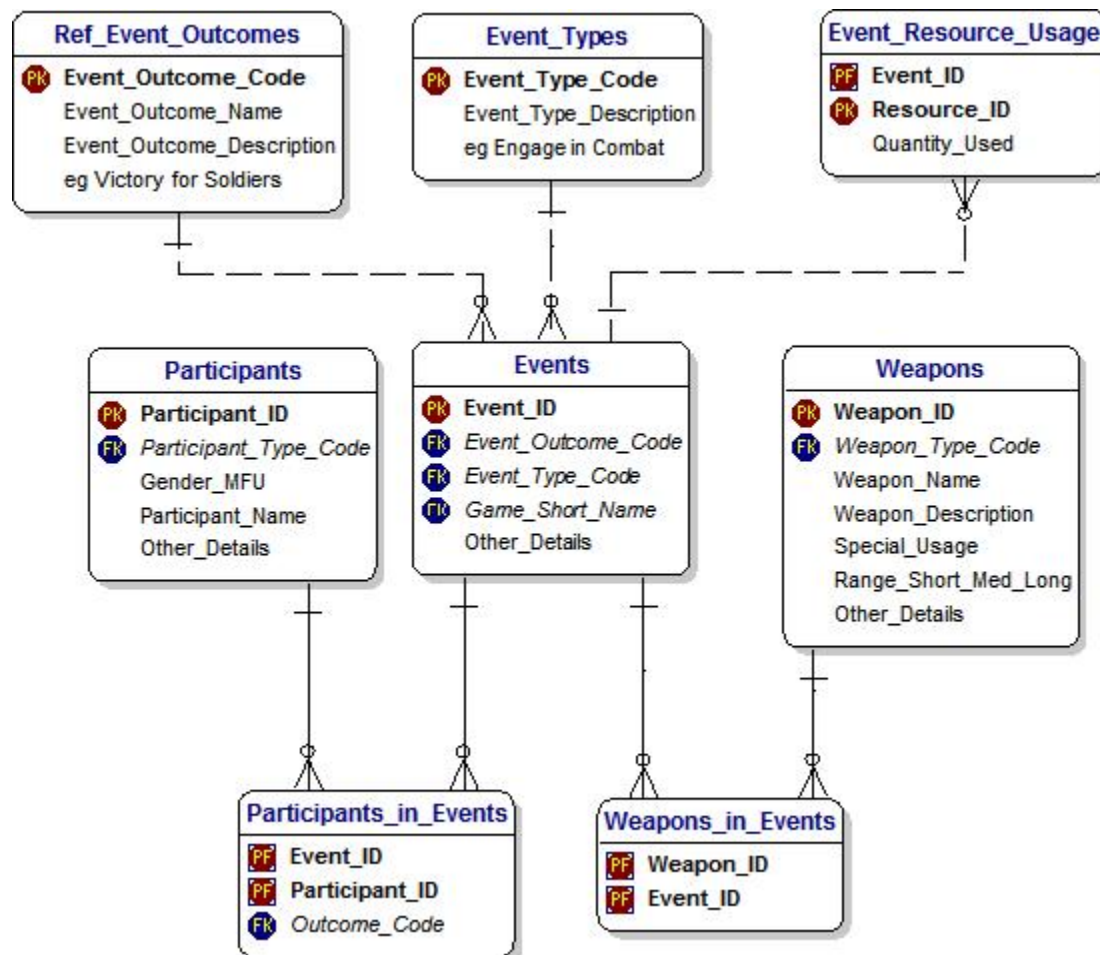 Ref_Event_Outcomes
PK Event_Outcome_Code
Event_Outcome_Name
Event_Outcome_Description
eg Victory for Soldiers
Event_Types
PK Event_Type_Code
Event_Type_Description
eg Engage in Combat
Event_Resource_Usage
PF Event_ID
PK Resource_ID
Quantity_Used
Participants
PK Participant_ID
FK Participant_Type_Code
Gender_MFU
Participant_Name
Other_Details
Events
PK Event_ID
FK Event_Outcome_Code
FK Event_Type_Code
FK Game_Short_Name
Other_Details
Weapons
PK Weapon_ID
FK Weapon_Type_Code
Weapon_Name
Weapon_Description
Special_Usage
Range_Short_Med_Long
Other_Details
Participants_in_Events
PF Event_ID
PF Participant_ID
FK Outcome_Code
Weapons_in_Events
PF Weapon_ID
PF Event_ID